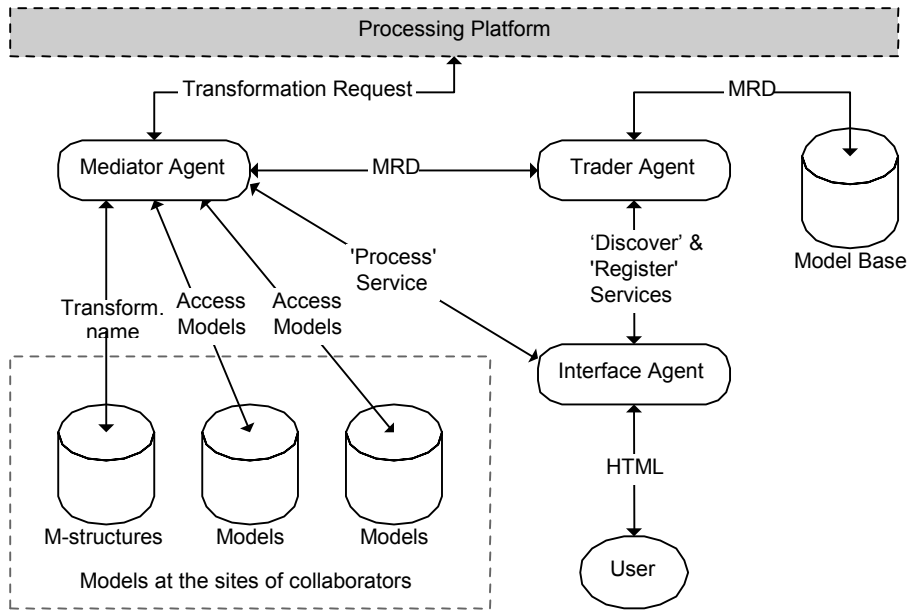 Processing Platform
Transformation Request
MRD
Mediator Agent
MRD
Trader Agent
'Process'
Service
‘Discover’ &
'Register'
Services
Model Base
Transform.
name
Access
Models
Access
Models
Interface Agent
HTML
M-structures
Models
Models
Models at the sites of collaborators
User